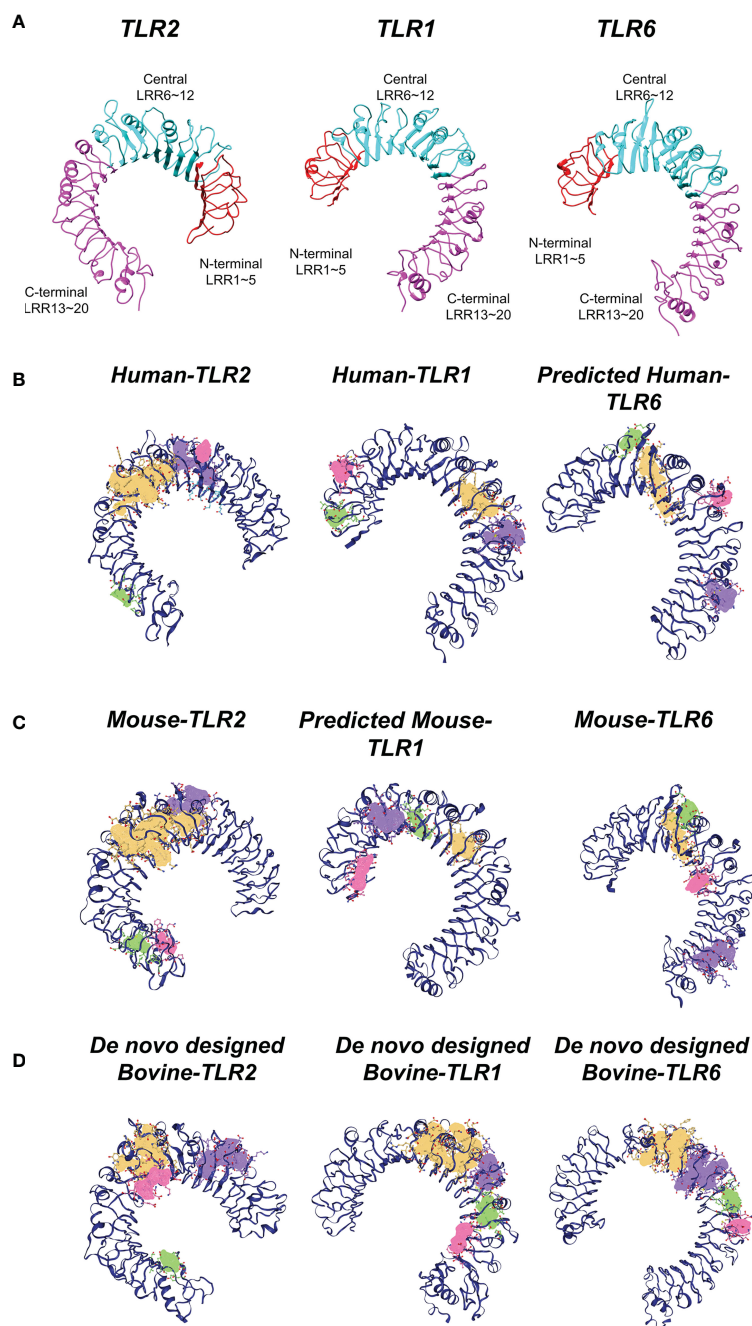 A
TLR2
TLR1
TLR6
Central
LRR6~12
Central
LRR6~12
Central
LRR6~12
N-terminal
LRR1~5
C-terminal
LRR13~20
N-terminal
LRR1~5
C-terminal
LRR13~20
N-terminal
LRR1~5
C-terminal
LRR13~20
B
Human-TLR2
Human-TLR1
Predicted Human-
TLR6
C
Mouse-TLR2
Predicted Mouse-
TLR1
Mouse-TLR6
D
De novo designed
Bovine-TLR2
De novo designed
Bovine-TLR1
De novo designed
Bovine-TLR6